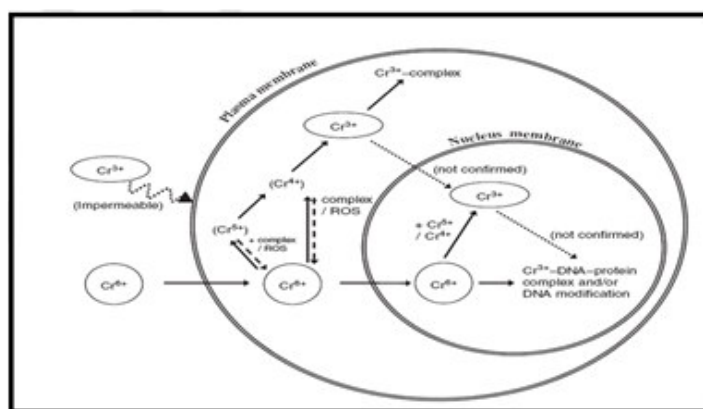 Plasma membrane
Cr³⁺–complex
Cr³⁺
Nucleus membrane
Cr³⁺
(Impermeable)
(Cr⁴⁺)
(not confirmed)
Cr³⁺
complex
/ ROS
(Cr⁵⁺)
+ complex
/ ROS
+ Cr⁵⁺
/ Cr⁴⁺
(not confirmed)
Cr⁶⁺
Cr⁶⁺
Cr⁶⁺
Cr³⁺–DNA–protein
complex and/or
DNA modification